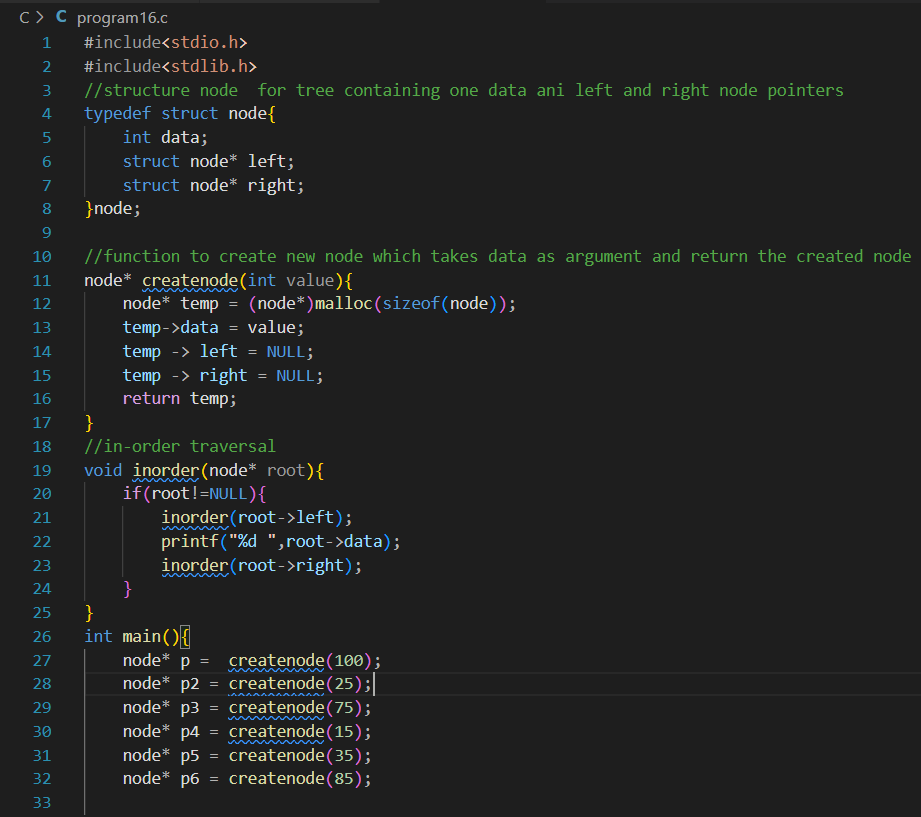 C > C program16.c
1 #include<stdio.h>
2 #include<stdlib.h>
3 //structure node  for tree containing one data ani left and right node pointers
4 typedef struct node{
5     int data;
6     struct node* left;
7     struct node* right;
8 }node;
9
10 //function to create new node which takes data as argument and return the created node
11 node* createnode(int value){
12     node* temp = (node*)malloc(sizeof(node));
13     temp->data = value;
14     temp -> left = NULL;
15     temp -> right = NULL;
16     return temp;
17 }
18 //in-order traversal
19 void inorder(node* root){
20     if(root!=NULL){
21         inorder(root->left);
22         printf("%d ",root->data);
23         inorder(root->right);
24     }
25 }
26 int main(){
27     node* p =  createnode(100);
28     node* p2 = createnode(25);
29     node* p3 = createnode(75);
30     node* p4 = createnode(15);
31     node* p5 = createnode(35);
32     node* p6 = createnode(85);
33